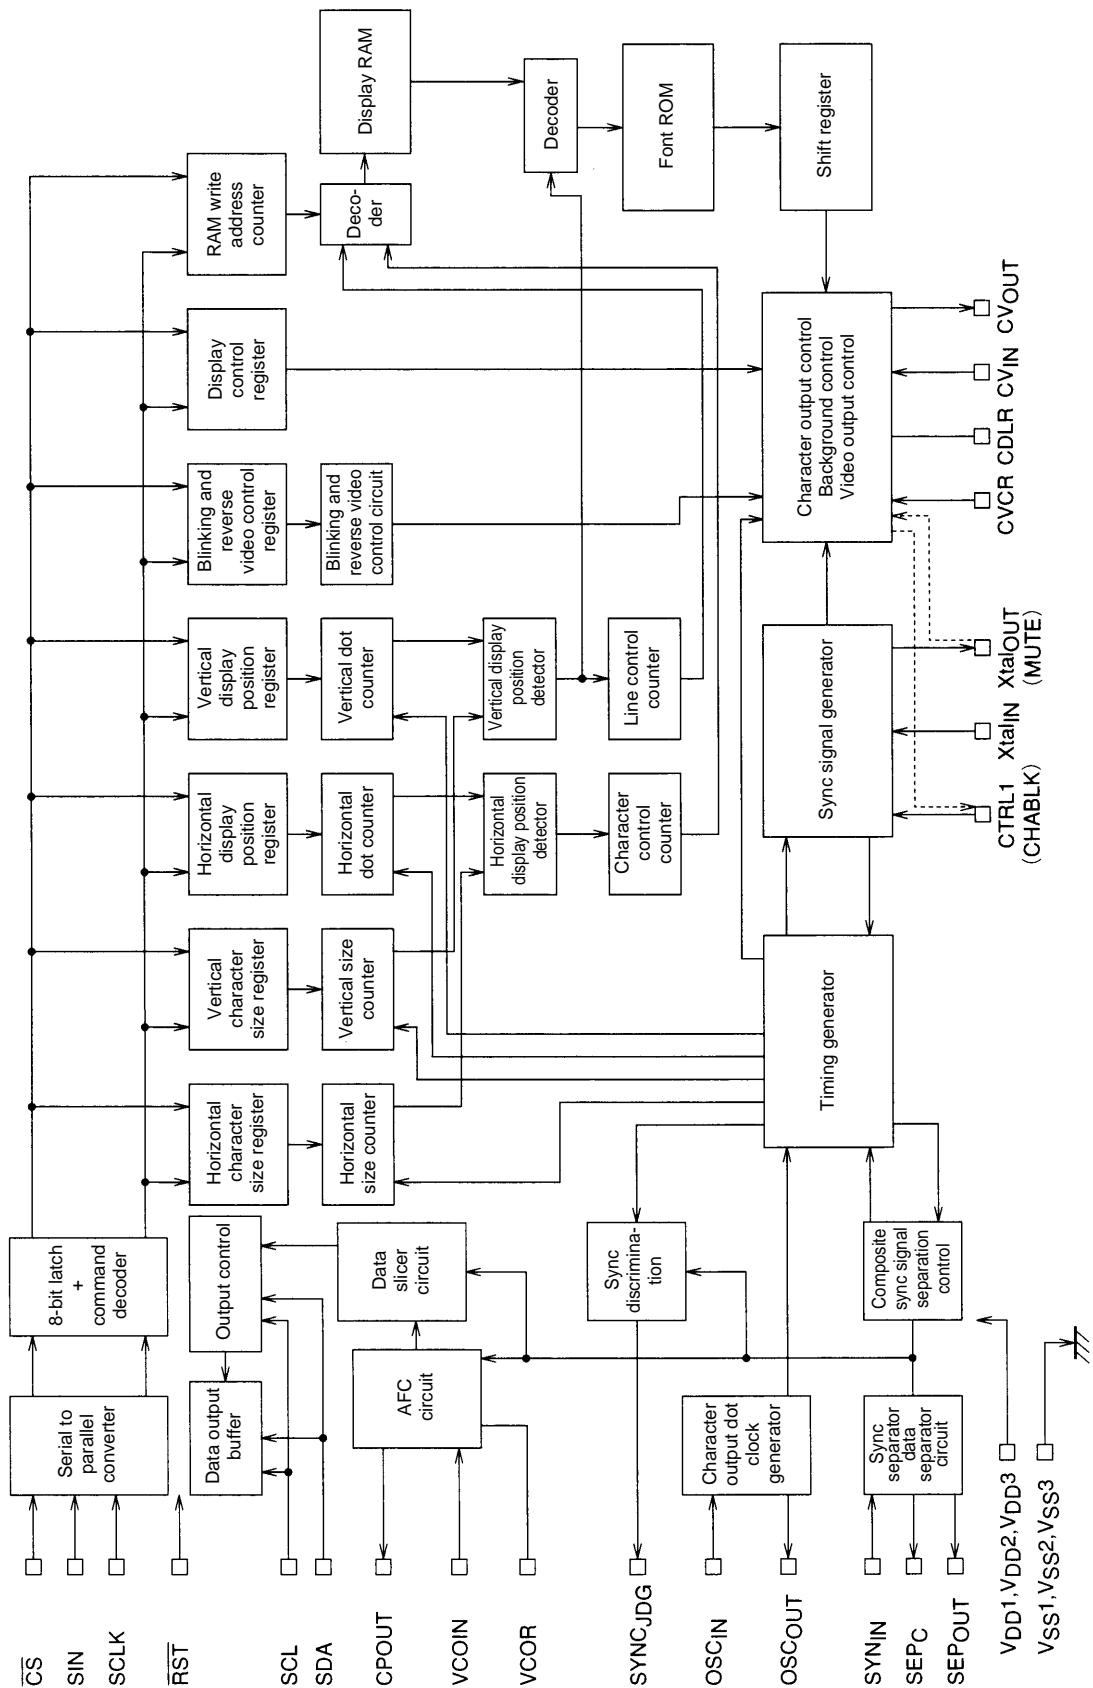 CS
SIN
SCLK
RST
SCL
SDA
CPOUT
VCOIN
VCOR
SYNCJDG
OSCIN
OSCOUT
SYNIN
SEPC
SEPOUT
VDD1,VDD2,VDD3
VSS1,VSS2,VSS3
Serial to
parallel
converter
8-bit latch
+
command
decoder
Data output
buffer
Output control
AFC
circuit
Data
slicer
circuit
Sync
discrimina-
tion
Character
output dot
clock
generator
Sync
separator
data
separator
circuit
Composite
sync signal
separation
control
Horizontal
character
size register
Horizontal
size counter
Vertical
character
size register
Vertical size
counter
Horizontal
display
position
register
Horizontal
dot counter
Horizontal
display position
detector
Character
control
counter
Vertical
display
position
register
Vertical dot
counter
Vertical display
position
detector
Line control
counter
Blinking and
reverse
video control
register
Blinking and
reverse video
control circuit
Display
control
register
RAM write
address
counter
Deco-
der
Display RAM
Decoder
Font ROM
Shift register
Timing generator
Sync signal generator
Character output control
Background control
Video output control
CTRL1
(CHABLK)
XtalIN
XtalOUT
(MUTE)
CVCR
CDLR
CVIN
CVOUT